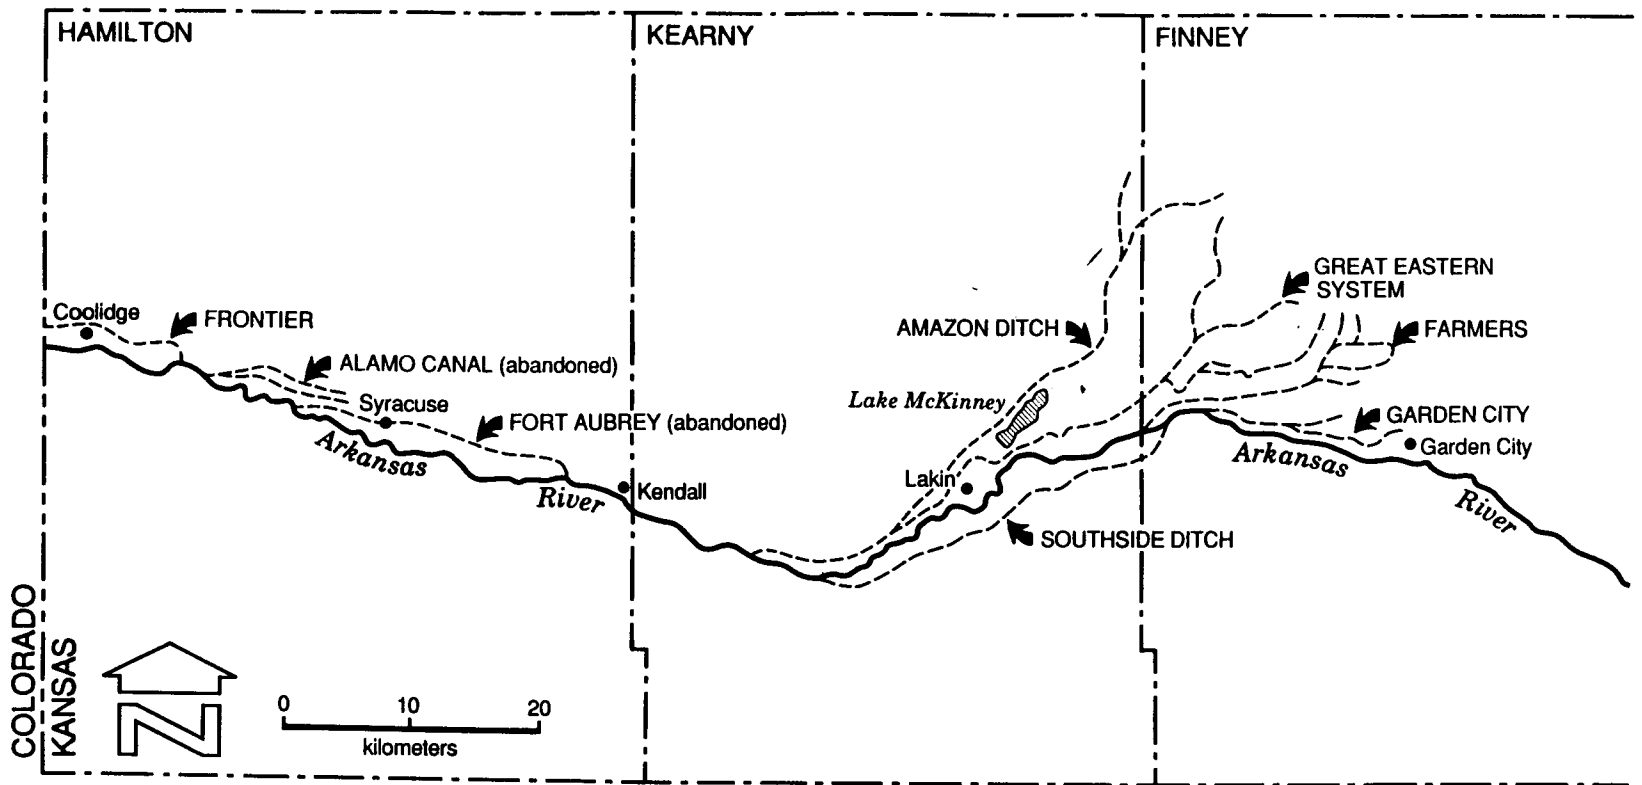 HAMILTON
KEARNY
FINNEY
Coolidge
FRONTIER
ALAMO CANAL (abandoned)
Syracuse
FORT AUBREY (abandoned)
Arkansas
River
Kendall
GREAT EASTERN
SYSTEM
AMAZON DITCH
FARMERS
Lake McKinney
GARDEN CITY
Garden City
Arkansas
River
Lakin
SOUTHSIDE DITCH
COLORADO
KANSAS
N
0 10 20
kilometers